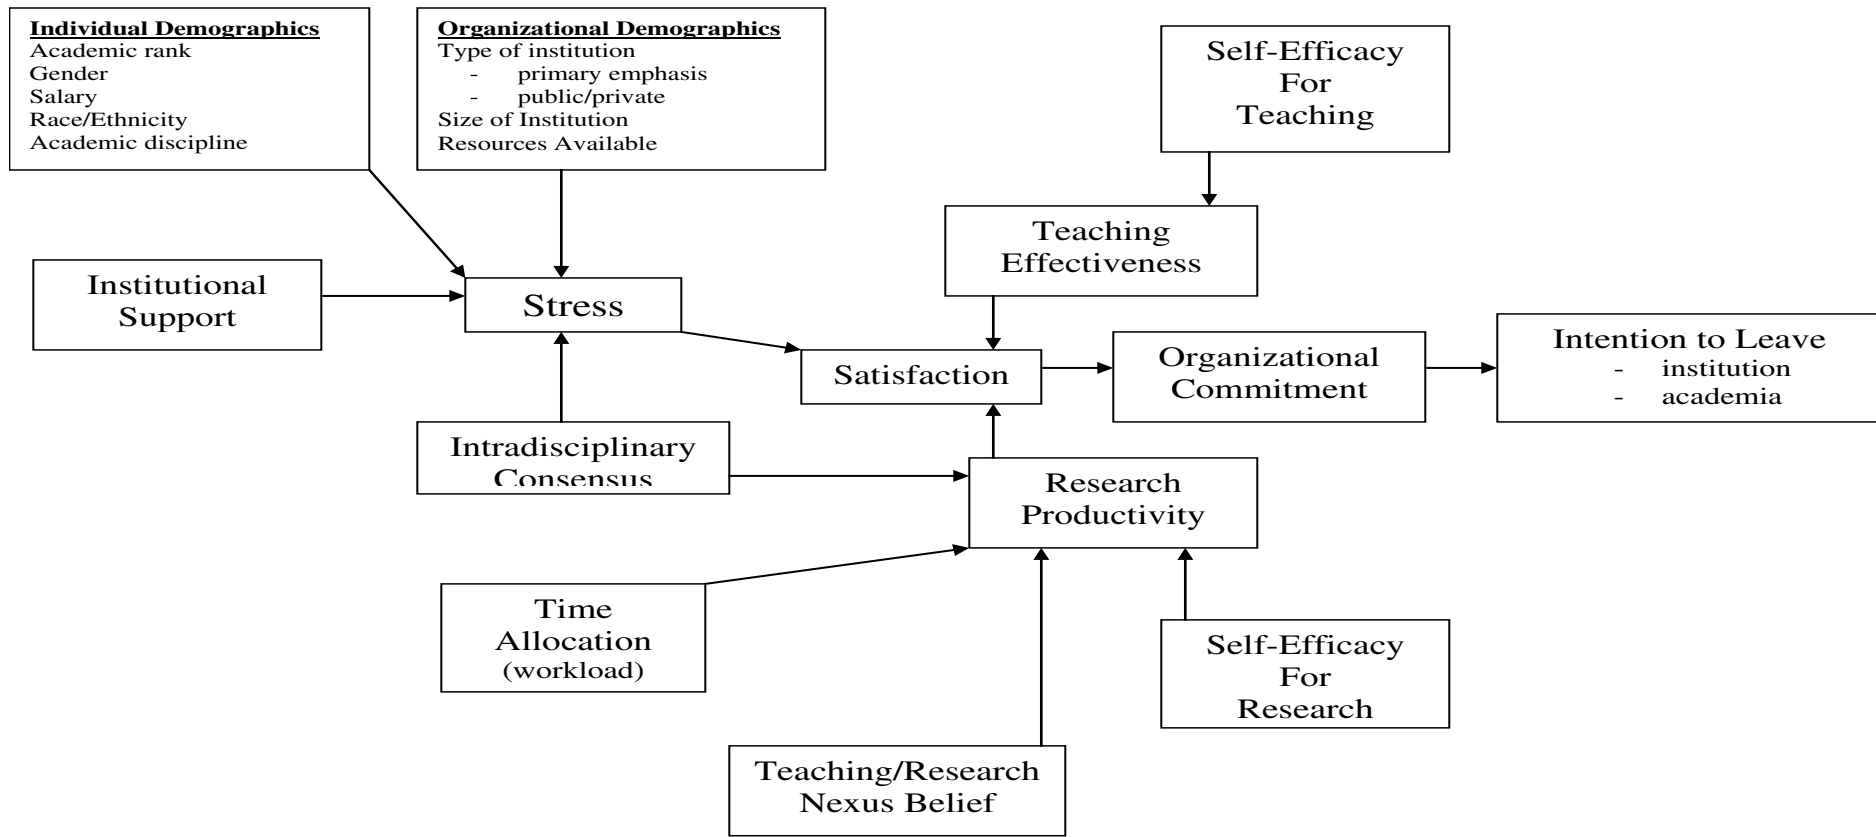 Individual Demographics
Academic rank
Gender
Salary
Race/Ethnicity
Academic discipline
Organizational Demographics
Type of institution
- primary emphasis
- public/private
Size of Institution
Resources Available
Self-Efficacy
For
Teaching
Teaching
Effectiveness
Institutional
Support
Stress
Satisfaction
Organizational
Commitment
Intention to Leave
- institution
- academia
Intradisciplinary
Consensus
Research
Productivity
Time
Allocation
(workload)
Self-Efficacy
For
Research
Teaching/Research
Nexus Belief